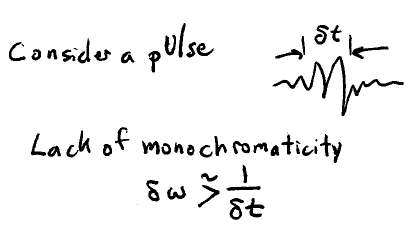 Consider a pulse
δt
Lack of monochromaticity
δω ≳ 1/δt